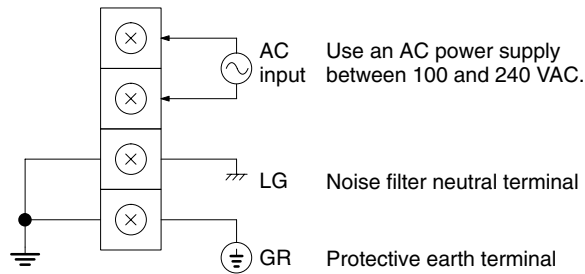 AC Use an AC power supply
input between 100 and 240 VAC.
LG Noise filter neutral terminal
GR Protective earth terminal